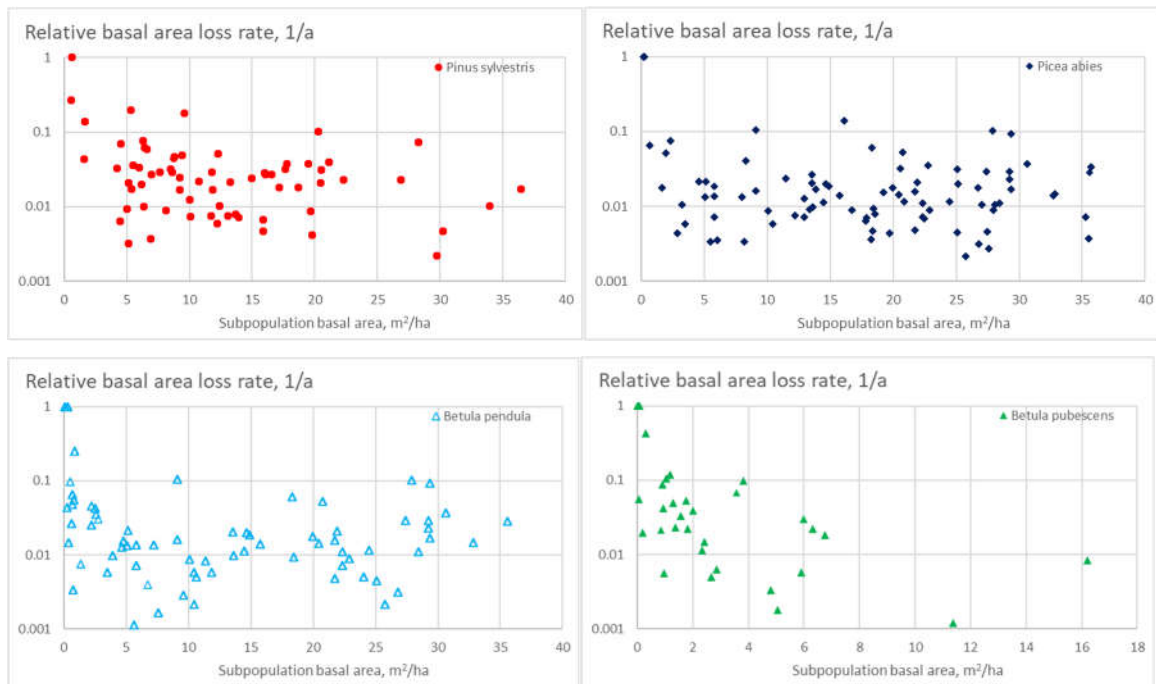 Relative basal area loss rate, 1/a
Pinus sylvestris
1
0.1
0.01
0.001
0 5 10 15 20 25 30 35 40
Subpopulation basal area, m²/ha
Relative basal area loss rate, 1/a
Picea abies
1
0.1
0.01
0.001
0 5 10 15 20 25 30 35 40
Subpopulation basal area, m²/ha
Relative basal area loss rate, 1/a
Betula pendula
1
0.1
0.01
0.001
0 5 10 15 20 25 30 35 40
Subpopulation basal area, m²/ha
Relative basal area loss rate, 1/a
Betula pubescens
1
0.1
0.01
0.001
0 2 4 6 8 10 12 14 16 18
Subpopulation basal area, m²/ha